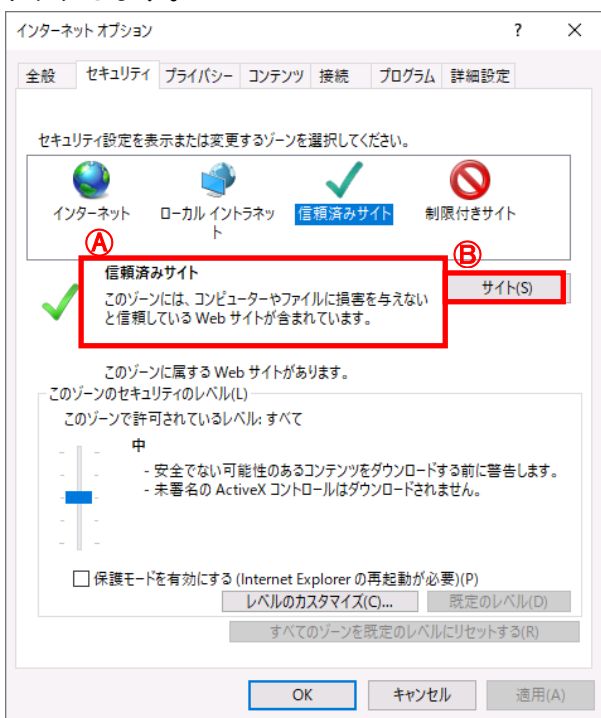 インターネット オプション ? ×
全般 セキュリティ プライバシー コンテンツ 接続 プログラム 詳細設定
セキュリティ設定を表示または変更するゾーンを選択してください。
インターネット ローカル イントラネッ 信頼済みサイト 制限付きサイト
ト
A B
信頼済みサイト
サイト(S)
このゾーンには、コンピューターやファイルに損害を与えない
と信頼している Web サイトが含まれています。
このゾーンに属する Web サイトがあります。
このゾーンのセキュリティのレベル(L)
このゾーンで許可されているレベル: すべて
中
- 安全でない可能性のあるコンテンツをダウンロードする前に警告します。
- 未署名の ActiveX コントロールはダウンロードされません。
保護モードを有効にする (Internet Explorer の再起動が必要)(P)
レベルのカスタマイズ(C)... 既定のレベル(D)
すべてのゾーンを既定のレベルにリセットする(R)
OK キャンセル 適用(A)